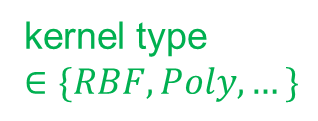 kernel type
∈ {RBF, Poly, … }